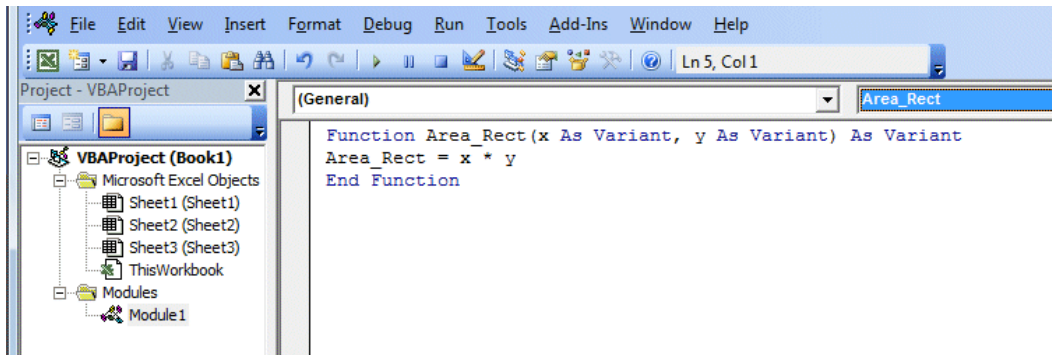 File Edit View Insert Format Debug Run Tools Add-Ins Window Help
Ln 5, Col 1
Project - VBAProject
(General)
Area_Rect
VBAProject (Book1)
Microsoft Excel Objects
Sheet1 (Sheet1)
Sheet2 (Sheet2)
Sheet3 (Sheet3)
ThisWorkbook
Modules
Module1
Function Area_Rect(x As Variant, y As Variant) As Variant
Area_Rect = x * y
End Function